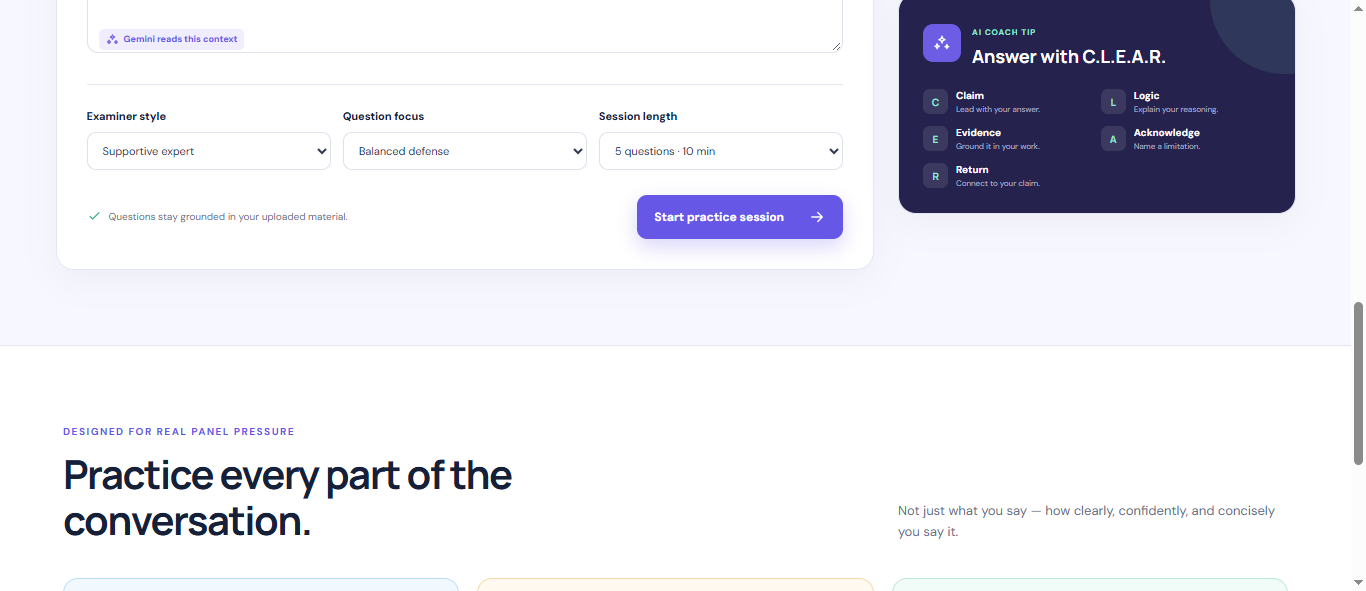 Gemini reads this context
Examiner style
Question focus
Session length
Supportive expert
Balanced defense
5 questions · 10 min
Questions stay grounded in your uploaded material.
Start practice session
AI COACH TIP
Answer with C.L.E.A.R.
C
Claim
Lead with your answer.
L
Logic
Explain your reasoning.
E
Evidence
Ground it in your work.
A
Acknowledge
Name a limitation.
R
Return
Connect to your claim.
DESIGNED FOR REAL PANEL PRESSURE
Practice every part of the
conversation.
Not just what you say — how clearly, confidently, and concisely
you say it.